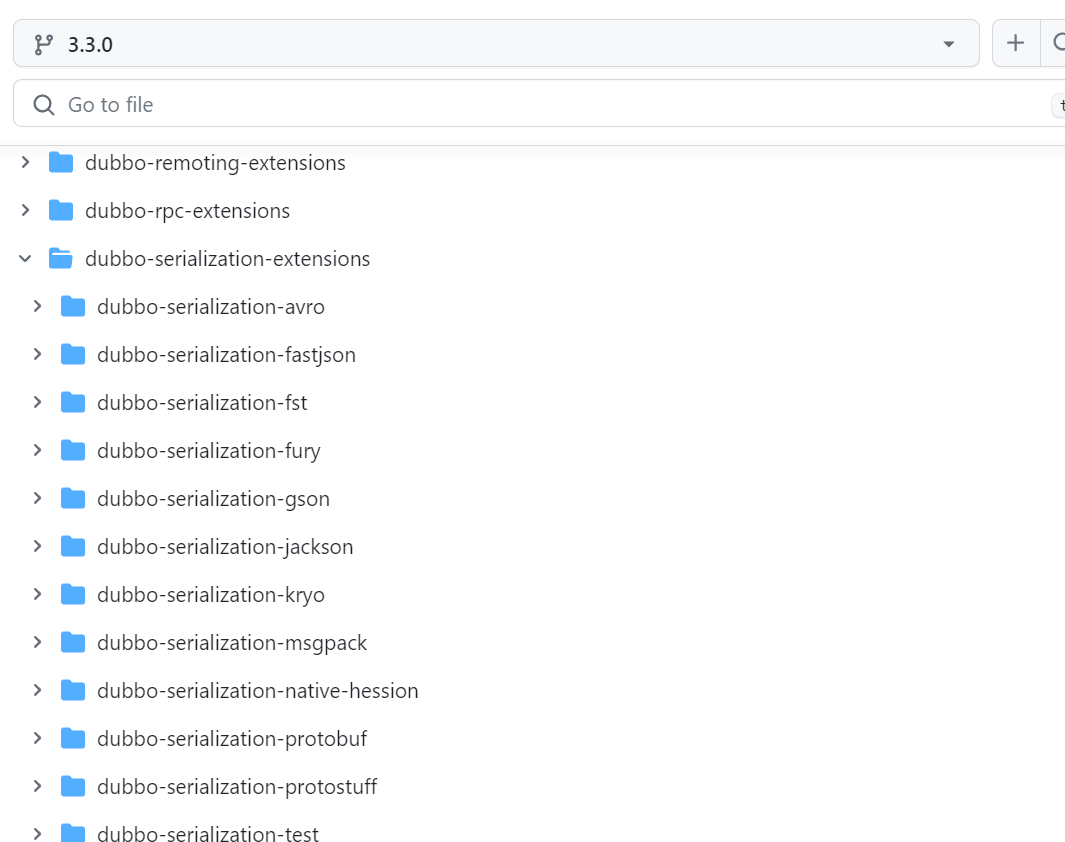 3.3.0
Go to file
t
dubbo-remoting-extensions
dubbo-rpc-extensions
dubbo-serialization-extensions
dubbo-serialization-avro
dubbo-serialization-fastjson
dubbo-serialization-fst
dubbo-serialization-fury
dubbo-serialization-gson
dubbo-serialization-jackson
dubbo-serialization-kryo
dubbo-serialization-msgpack
dubbo-serialization-native-hession
dubbo-serialization-protobuf
dubbo-serialization-protostuff
dubbo-serialization-test